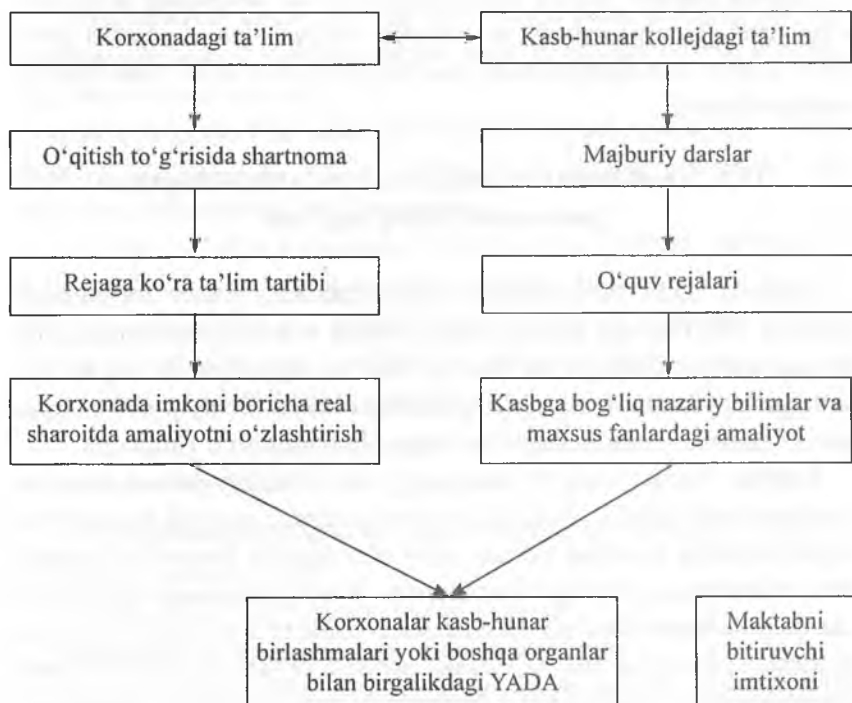 Korxonadagi ta’lim
Kasb-hunar kollejdagi ta’lim
O‘qitish to‘g‘risida shartnoma
Majburiy darslar
Rejaga ko‘ra ta’lim tartibi
O‘quv rejalari
Korxonada imkoni boricha real
sharoitda amaliyotni o‘zlashtirish
Kasbga bog‘liq nazariy bilimlar va
maxsus fanlardagi amaliyot
Korxonalar kasb-hunar
birlashmalari yoki boshqa organlar
bilan birgalikdagi YADA
Maktabni
bitiruvchi
imtixoni